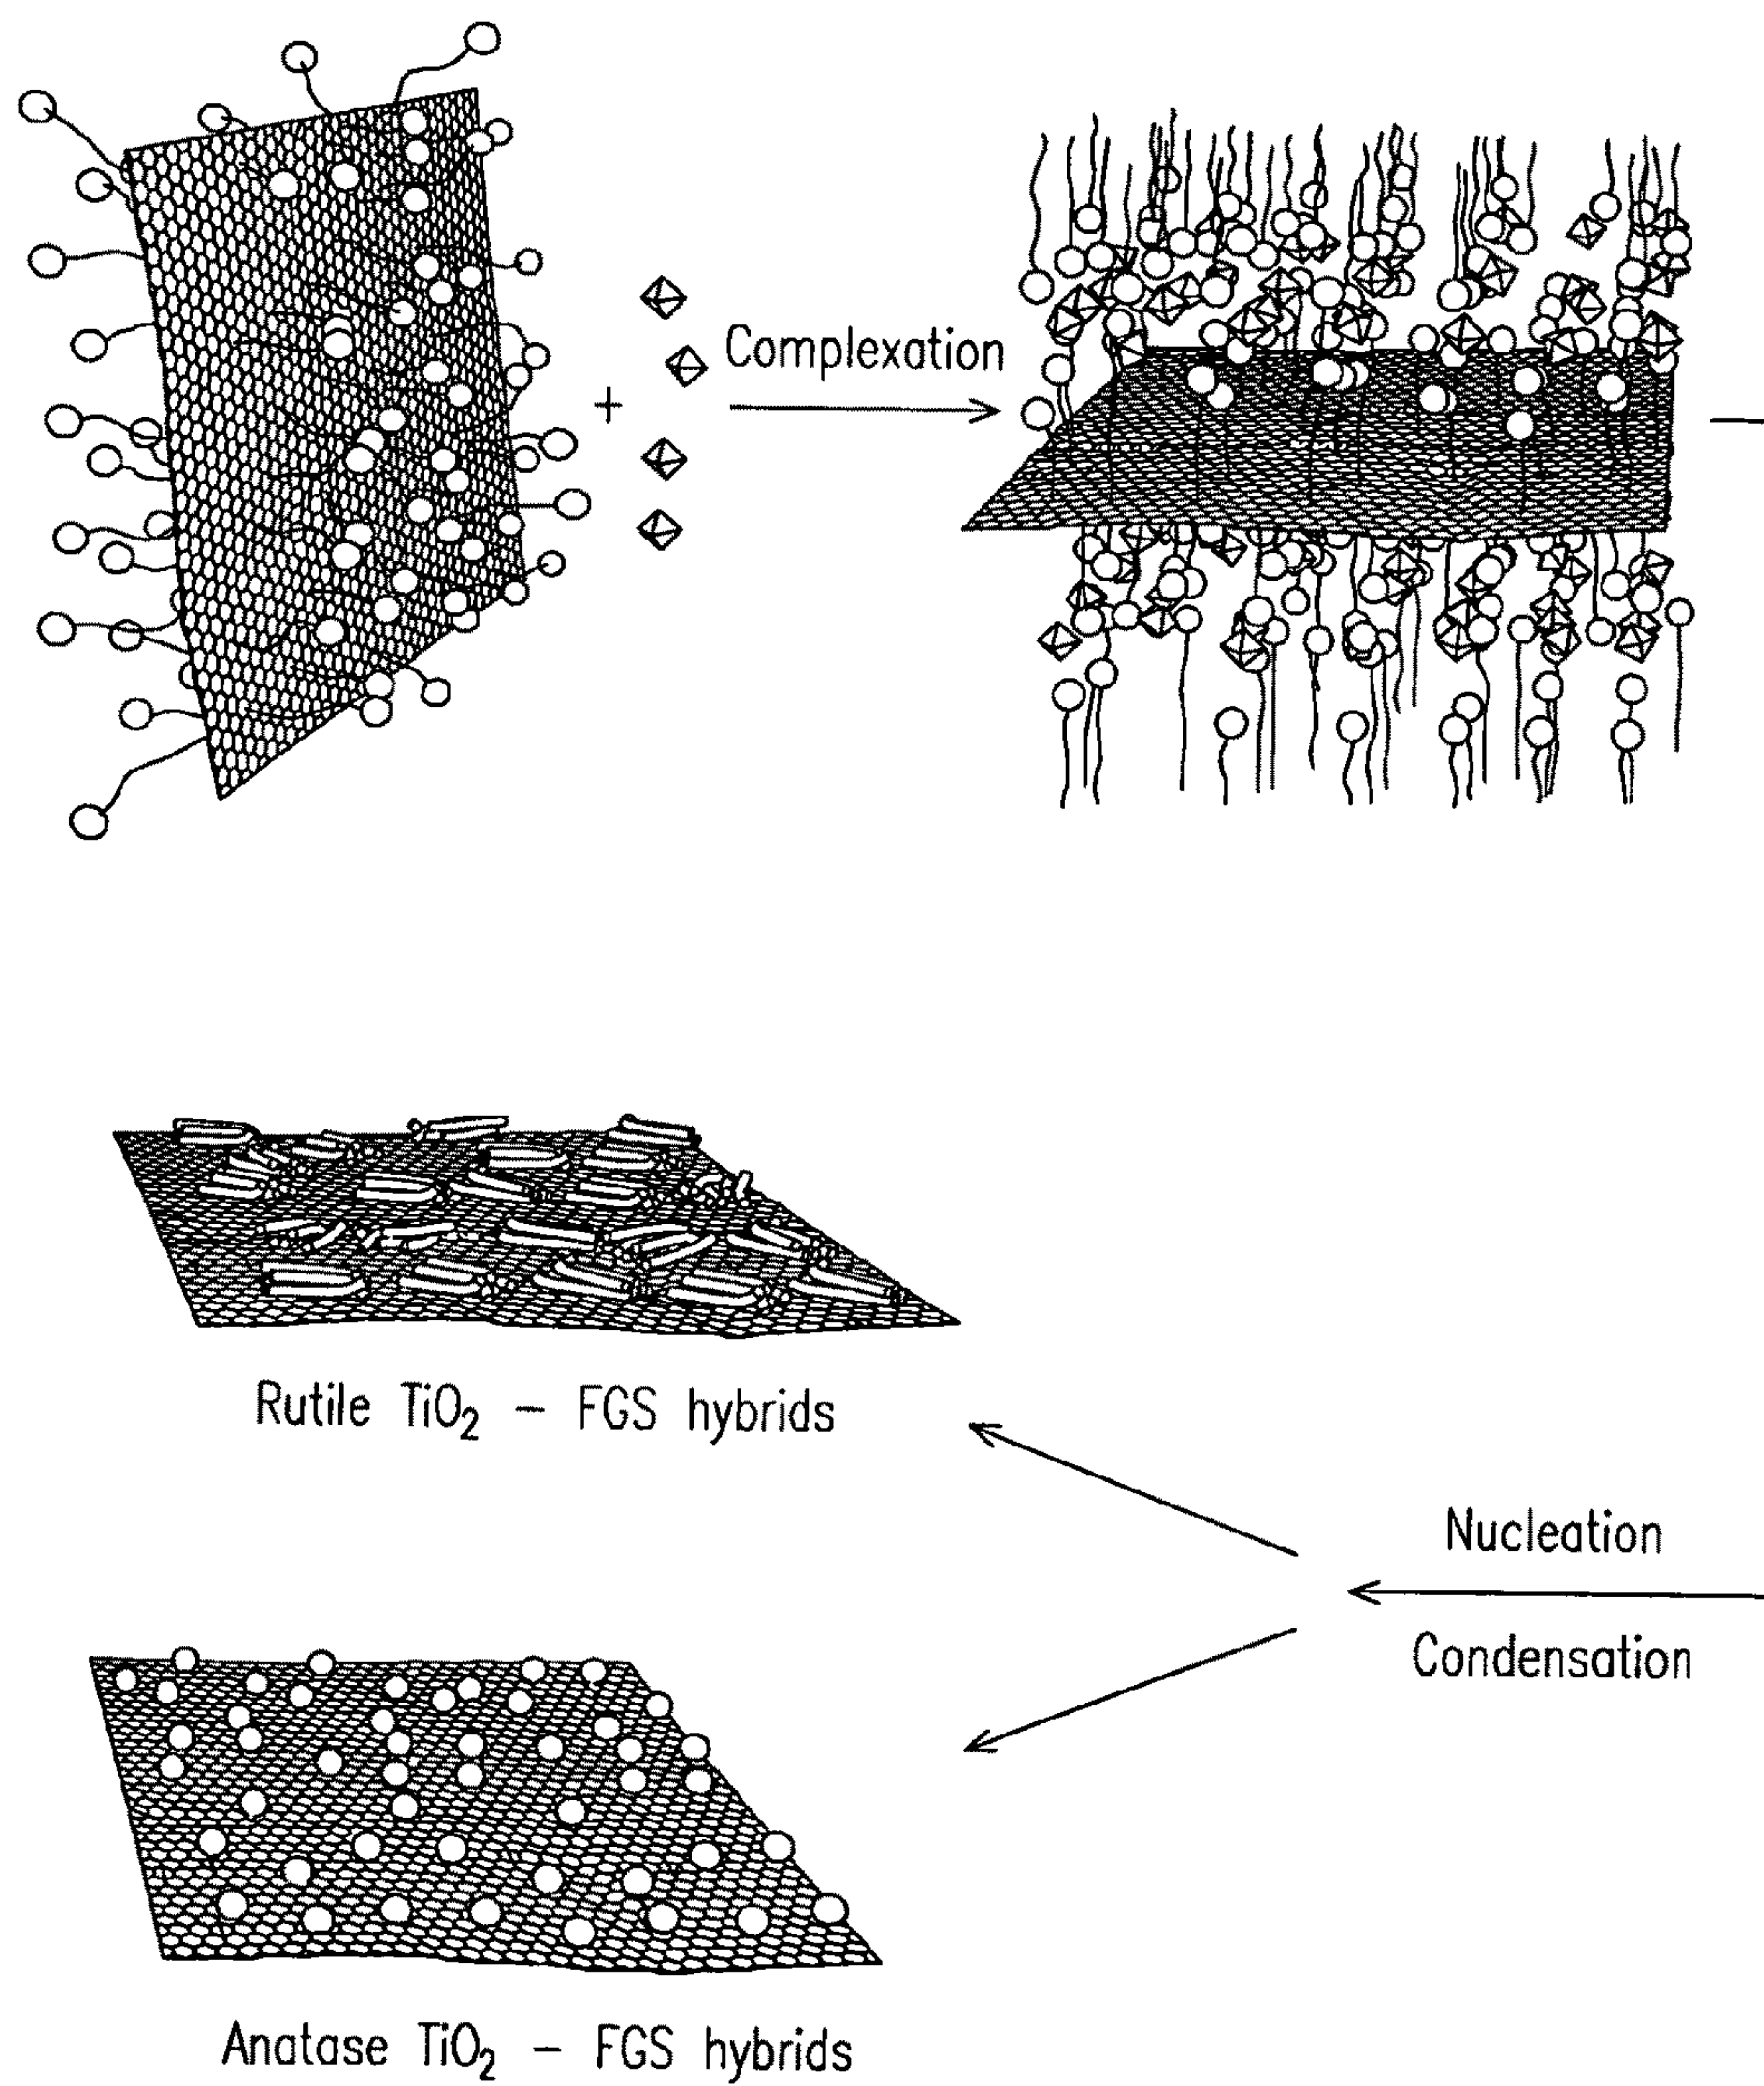 +
Complexation
Rutile TiO₂ – FGS hybrids
Nucleation
Condensation
Anatase TiO₂ – FGS hybrids